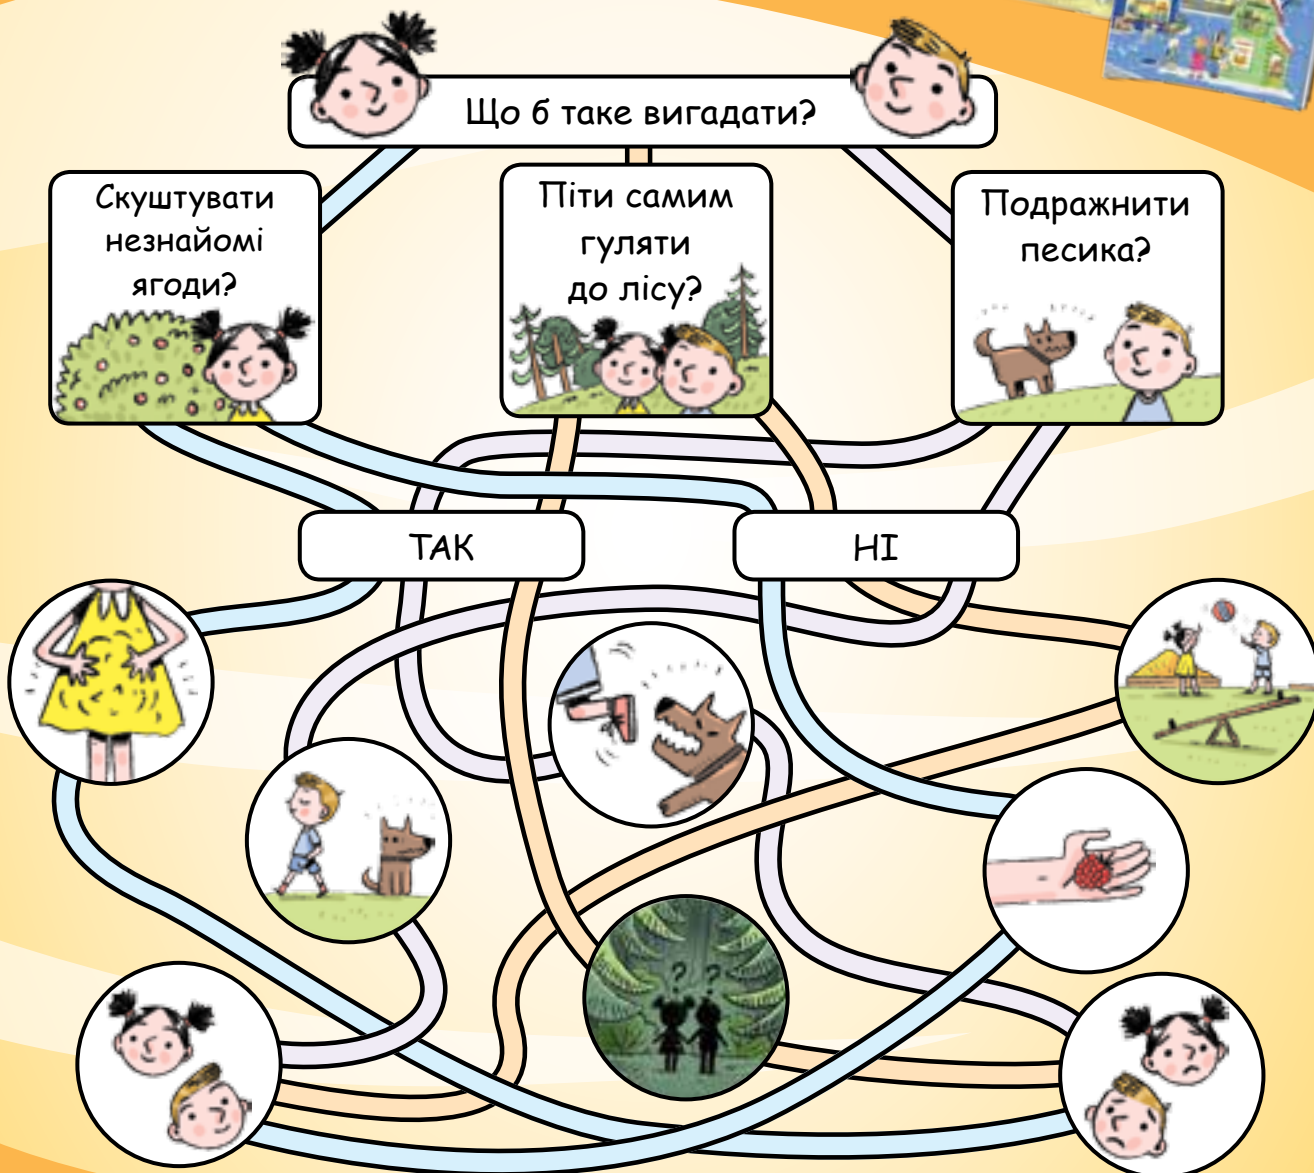 Що б таке вигадати?
Скуштувати
незнайомі
ягоди?
Піти самим
гуляти
до лісу?
Подражнити
песика?
ТАК
НІ
? ?